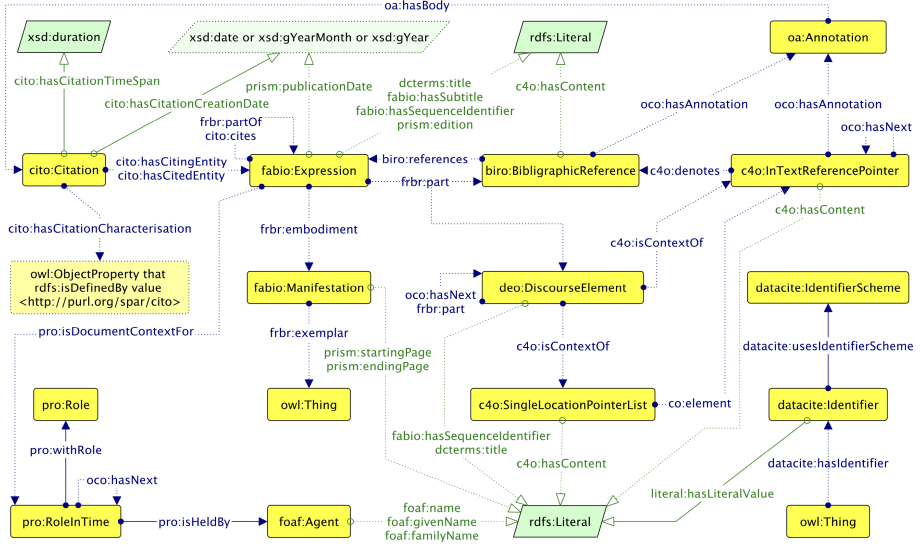 oa:hasBody
xsd:duration
xsd:date or xsd:gYearMonth or xsd:gYear
rdfs:Literal
oa:Annotation
cito:hasCitationTimeSpan
cito:hasCitationCreationDate
prism:publicationDate
dcterms:title
fabio:hasSubtitle
fabio:hasSequenceIdentifier
prism:edition
c4o:hasContent
oco:hasAnnotation
oco:hasAnnotation
frbr:partOf
cito:cites
oco:hasNext
cito:Citation
cito:hasCitingEntity
cito:hasCitedEntity
fabio:Expression
biro:references
frbr:part
biro:BibligraphicReference
c4o:denotes
c4o:InTextReferencePointer
c4o:hasContent
cito:hasCitationCharacterisation
frbr:embodiment
c4o:isContextOf
owl:ObjectProperty that
rdfs:isDefinedBy value
<http://purl.org/spar/cito>
fabio:Manifestation
oco:hasNext
frbr:part
deo:DiscourseElement
datacite:IdentifierScheme
pro:isDocumentContextFor
frbr:exemplar
prism:startingPage
prism:endingPage
c4o:isContextOf
datacite:usesIdentifierScheme
pro:Role
owl:Thing
c4o:SingleLocationPointerList
co:element
datacite:Identifier
pro:withRole
fabio:hasSequenceIdentifier
dcterms:title
c4o:hasContent
datacite:hasIdentifier
oco:hasNext
literal:hasLiteralValue
pro:RoleInTime
pro:isHeldBy
foaf:Agent
foaf:name
foaf:givenName
foaf:familyName
rdfs:Literal
owl:Thing